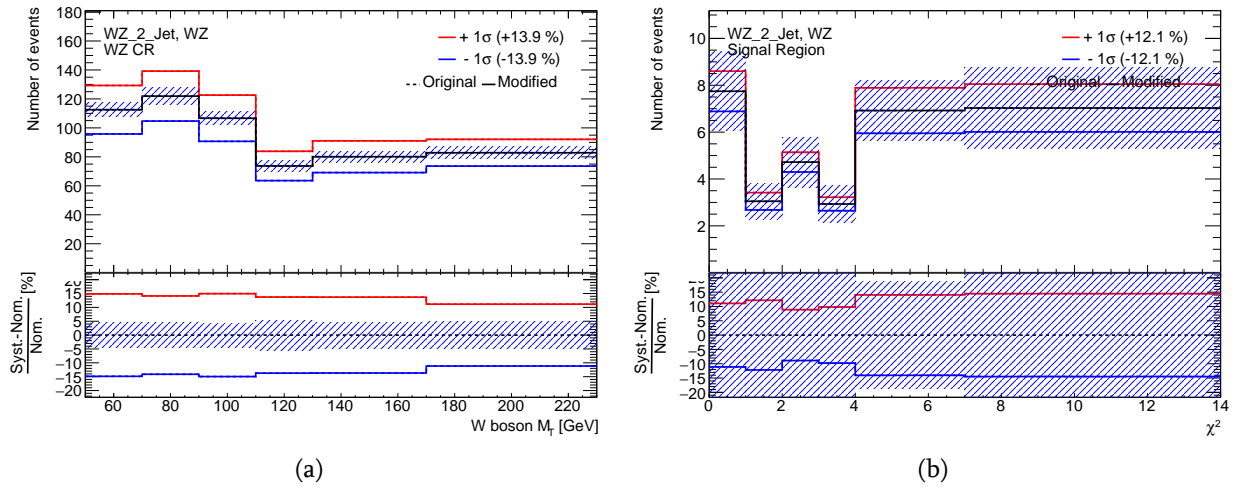 WZ_2_Jet, WZ
WZ CR
+ 1σ (+13.9 %)
- 1σ (-13.9 %)
Original Modified
Number of events
180
160
140
120
100
80
60
40
20
Syst.-Nom.
Nom.
[%]
20
15
10
5
0
−5
−10
−15
−20
60 80 100 120 140 160 180 200 220
W boson M_T [GeV]
(a)
WZ_2_Jet, WZ
Signal Region
+ 1σ (+12.1 %)
- 1σ (-12.1 %)
Original Modified
Number of events
10
8
6
4
2
Syst.-Nom.
Nom.
[%]
15
10
5
0
−5
−10
−15
−20
0 2 4 6 8 10 12 14
χ²
(b)